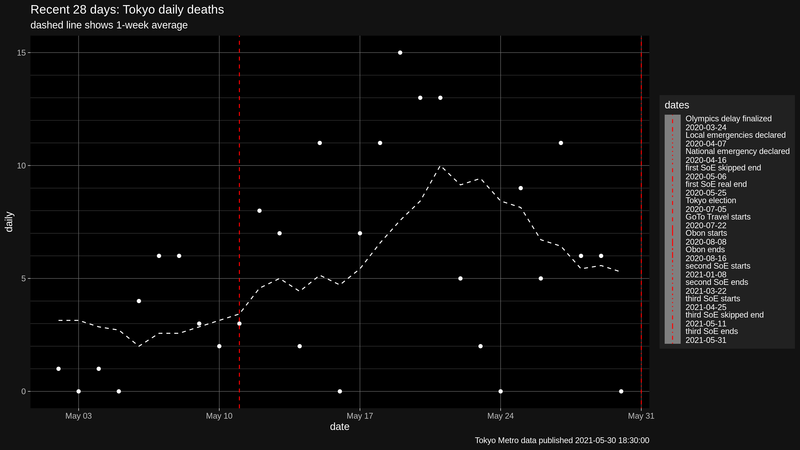 Recent 28 days: Tokyo daily deaths
dashed line shows 1-week average
15
10
5
0
daily
May 03
May 10
May 17
May 24
May 31
date
Tokyo Metro data published 2021-05-30 18:30:00
dates
Olympics delay finalized
2020-03-24
Local emergencies declared
2020-04-07
National emergency declared
2020-04-16
first SoE skipped end
2020-05-06
first SoE real end
2020-05-25
Tokyo election
2020-07-05
GoTo Travel starts
2020-07-22
Obon starts
2020-08-08
Obon ends
2020-08-16
second SoE starts
2021-01-08
second SoE ends
2021-03-22
third SoE starts
2021-04-25
third SoE skipped end
2021-05-11
third SoE ends
2021-05-31